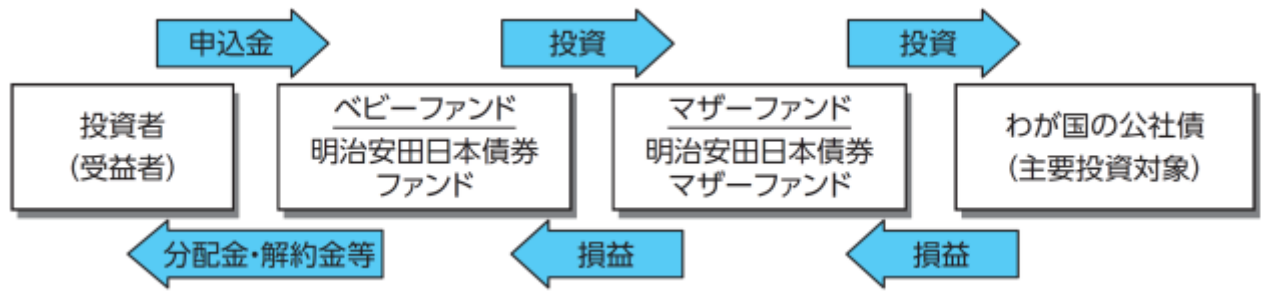 申込金
投資
投資
投資者
(受益者)
ベビーファンド
明治安田日本債券
ファンド
マザーファンド
明治安田日本債券
マザーファンド
わが国の公社債
(主要投資対象)
分配金・解約金等
損益
損益